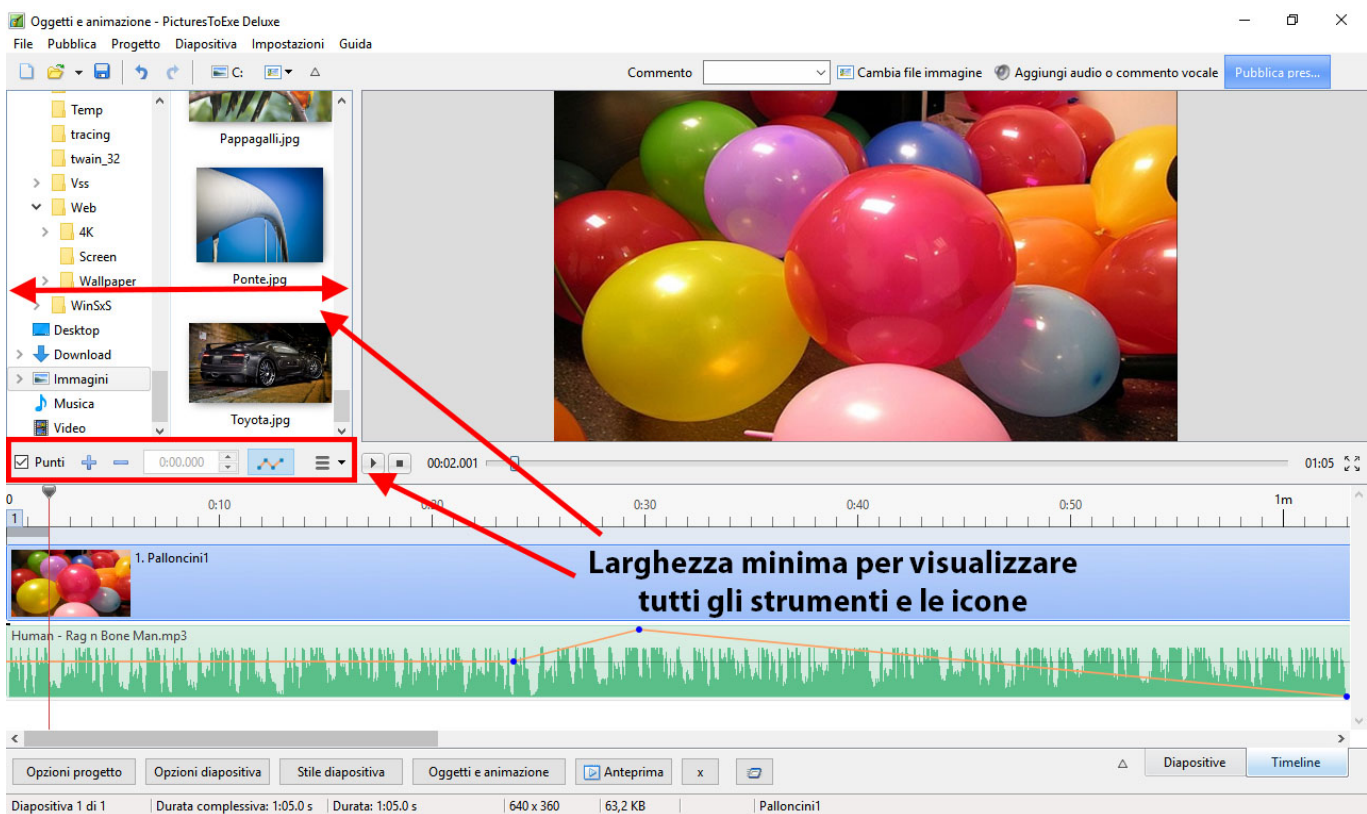 Oggetti e animazione - PicturesToExe Deluxe
File Pubblica Progetto Diapositiva Impostazioni Guida
C:
Commento
Cambia file immagine
Aggiungi audio o commento vocale
Pubblica pres...
Temp
tracing
twain_32
Vss
Web
4K
Screen
Wallpaper
WinSxS
Desktop
Download
Immagini
Musica
Video
Pappagalli.jpg
Ponte.jpg
Toyota.jpg
Punti
0:00.000
00:02.001
01:05
0 0:10 0:20 0:30 0:40 0:50 1m
1
1. Palloncini1
Larghezza minima per visualizzare
tutti gli strumenti e le icone
Human - Rag n Bone Man.mp3
Opzioni progetto Opzioni diapositiva Stile diapositiva Oggetti e animazione Anteprima x
Diapositive Timeline
Diapositiva 1 di 1 Durata complessiva: 1:05.0 s Durata: 1:05.0 s 640 x 360 63,2 KB Palloncini1